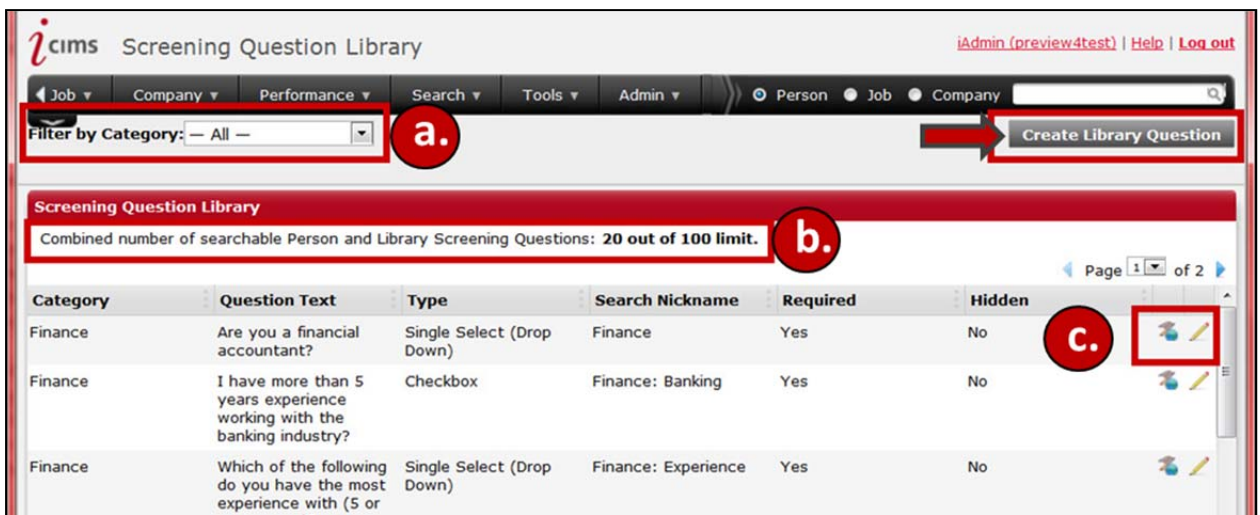 icims Screening Question Library
iAdmin (preview4test) | Help | Log out
Job Company Performance Search Tools Admin Person Job Company
Filter by Category: — All —
a.
Create Library Question
Screening Question Library
Combined number of searchable Person and Library Screening Questions: 20 out of 100 limit.
b.
Page 1 of 2
Category Question Text Type Search Nickname Required Hidden
Finance Are you a financial Single Select (Drop Finance Yes No
accountant? Down)
c.
Finance I have more than 5 Checkbox Finance: Banking Yes No
years experience
working with the
banking industry?
Finance Which of the following Single Select (Drop Finance: Experience Yes No
do you have the most Down)
experience with (5 or